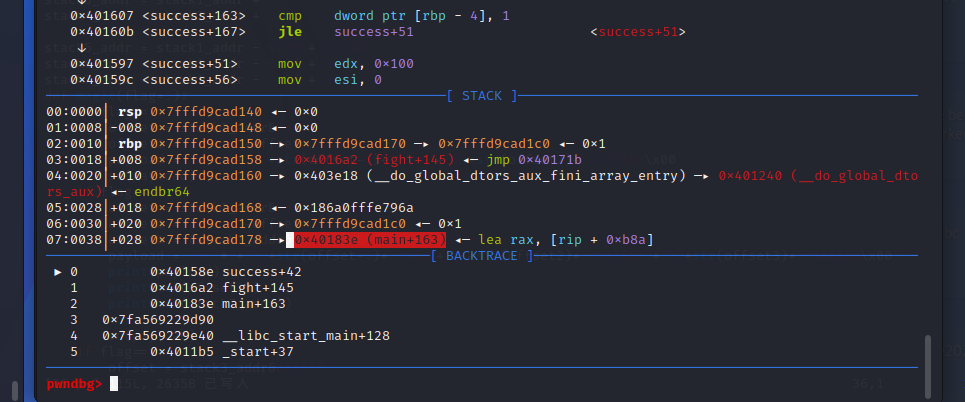 ↓
0×401607 <success+163> cmp dword ptr [rbp - 4], 1
0×40160b <success+167> jle success+51 <success+51>
↓
0×401597 <success+51> mov edx, 0×100
0×40159c <success+56> mov esi, 0
[ STACK ]
00:0000│ rsp 0×7fffd9cad140 ◂— 0×0
01:0008│-008 0×7fffd9cad148 ◂— 0×0
02:0010│ rbp 0×7fffd9cad150 —▸ 0×7fffd9cad170 —▸ 0×7fffd9cad1c0 ◂— 0×1
03:0018│+008 0×7fffd9cad158 —▸ 0×4016a2 (fight+145) ◂— jmp 0×40171b
04:0020│+010 0×7fffd9cad160 —▸ 0×403e18 (__do_global_dtors_aux_fini_array_entry) —▸ 0×401240 (__do_global_dto
rs_aux) ◂— endbr64
05:0028│+018 0×7fffd9cad168 ◂— 0×186a0fffe796a
06:0030│+020 0×7fffd9cad170 —▸ 0×7fffd9cad1c0 ◂— 0×1
07:0038│+028 0×7fffd9cad178 —▸ 0×40183e (main+163) ◂— lea rax, [rip + 0×b8a]
[ BACKTRACE ]
► 0 0×40158e success+42
1 0×4016a2 fight+145
2 0×40183e main+163
3 0×7fa569229d90
4 0×7fa569229e40 __libc_start_main+128
5 0×4011b5 _start+37
pwndbg>